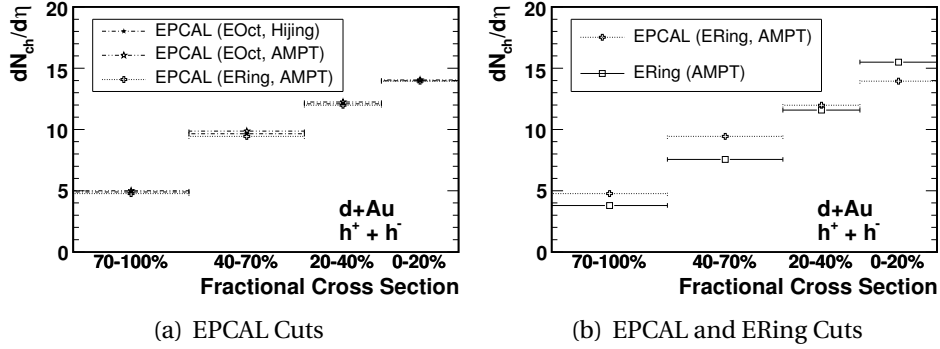 dN_ch/dη
20
15
10
5
0
EPCAL (EOct, Hijing)
EPCAL (EOct, AMPT)
EPCAL (ERing, AMPT)
d+Au
h⁺ + h⁻
70-100% 40-70% 20-40% 0-20%
Fractional Cross Section
(a) EPCAL Cuts
dN_ch/dη
20
15
10
5
0
EPCAL (ERing, AMPT)
ERing (AMPT)
d+Au
h⁺ + h⁻
70-100% 40-70% 20-40% 0-20%
Fractional Cross Section
(b) EPCAL and ERing Cuts